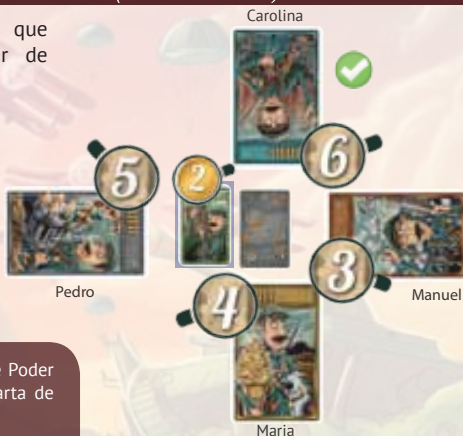 Carolina
que
r de
5
2
6
Pedro
3
Manuel
4
Poder
arta de
Maria